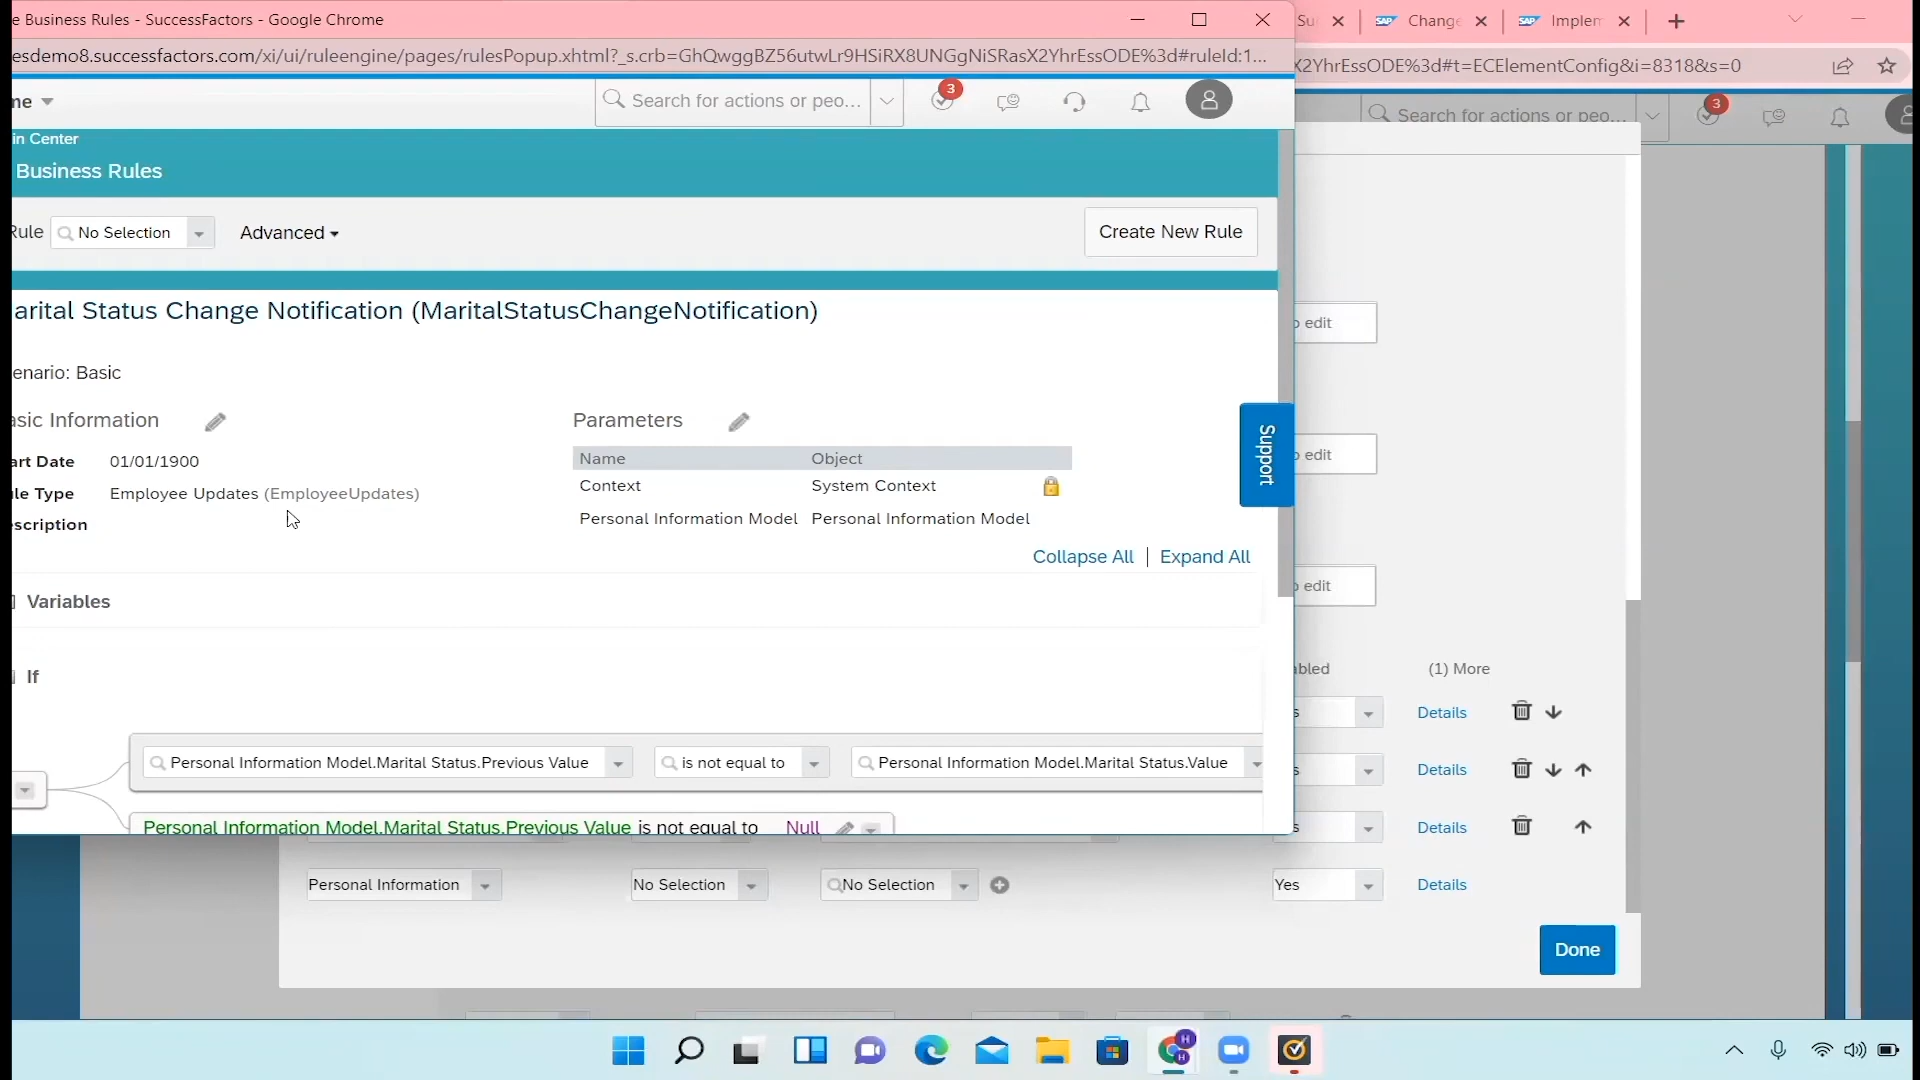 e Business Rules - SuccessFactors - Google Chrome
Su
Change
Implem
esdemo8.successfactors.com/xi/ui/ruleengine/pages/rulesPopup.xhtml?_s.crb=GhQwggBZ56utwLr9HSiRX8UNGgNiSRasX2YhrEssODE%3d#ruleId:1...
X2YhrEssODE%3d#t=ECElementConfig&i=8318&s=0
me
Search for actions or peo...
3
Search for actions or peo...
3
in Center
Business Rules
Rule
No Selection
Advanced
Create New Rule
arital Status Change Notification (MaritalStatusChangeNotification)
o edit
enario: Basic
asic Information
Parameters
Support
art Date 01/01/1900
Name Object
o edit
ule Type Employee Updates (EmployeeUpdates)
Context System Context
escription
Personal Information Model Personal Information Model
Collapse All | Expand All
o edit
Variables
If
abled
(1) More
s
Details
Personal Information Model.Marital Status.Previous Value
is not equal to
Personal Information Model.Marital Status.Value
s
Details
Personal Information Model.Marital Status.Previous Value is not equal to Null
s
Details
Personal Information
No Selection
No Selection
Yes
Details
Done
H
H